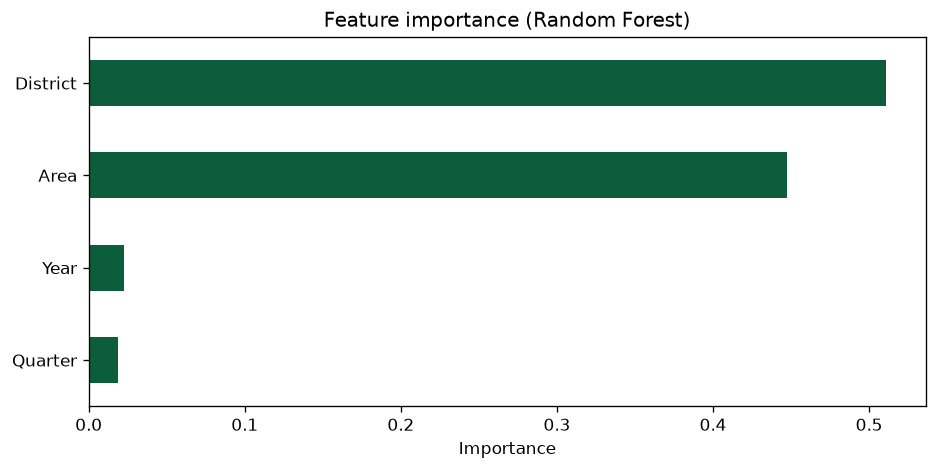 Feature importance (Random Forest)
District
Area
Year
Quarter
0.0 0.1 0.2 0.3 0.4 0.5
Importance